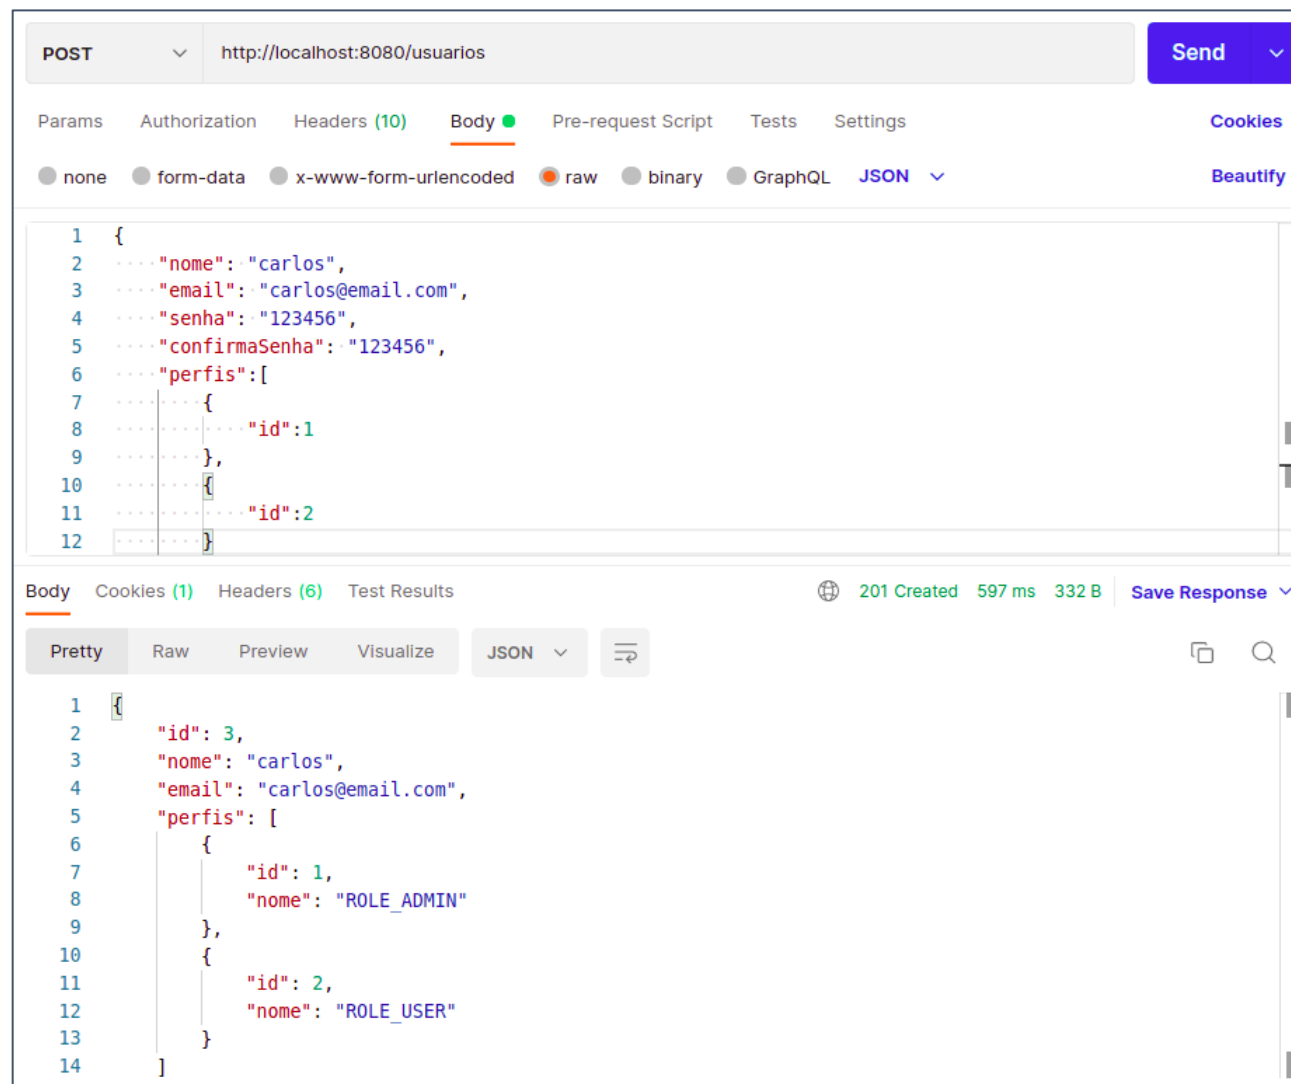 POST http://localhost:8080/usuarios Send
Params Authorization Headers (10) Body Pre-request Script Tests Settings Cookies
none form-data x-www-form-urlencoded raw binary GraphQL JSON Beautify
1 {
2 "nome": "carlos",
3 "email": "carlos@email.com",
4 "senha": "123456",
5 "confirmaSenha": "123456",
6 "perfis":[
7 {
8 "id":1
9 },
10 {
11 "id":2
12 }
Body Cookies (1) Headers (6) Test Results 201 Created 597 ms 332 B Save Response
Pretty Raw Preview Visualize JSON
1 {
2 "id": 3,
3 "nome": "carlos",
4 "email": "carlos@email.com",
5 "perfis": [
6 {
7 "id": 1,
8 "nome": "ROLE_ADMIN"
9 },
10 {
11 "id": 2,
12 "nome": "ROLE_USER"
13 }
14 ]